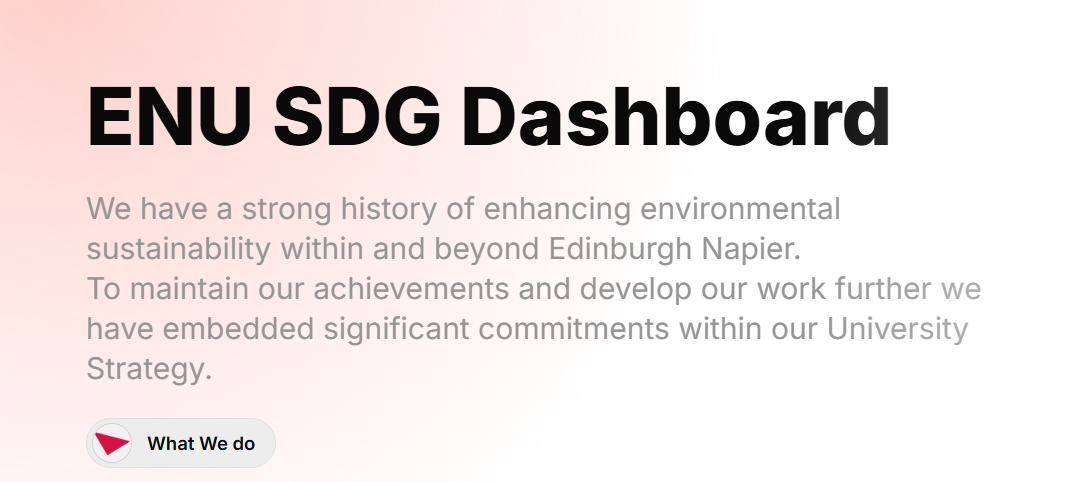 ENU SDG Dashboard
We have a strong history of enhancing environmental
sustainability within and beyond Edinburgh Napier.
To maintain our achievements and develop our work further we
have embedded significant commitments within our University
Strategy.
What We do